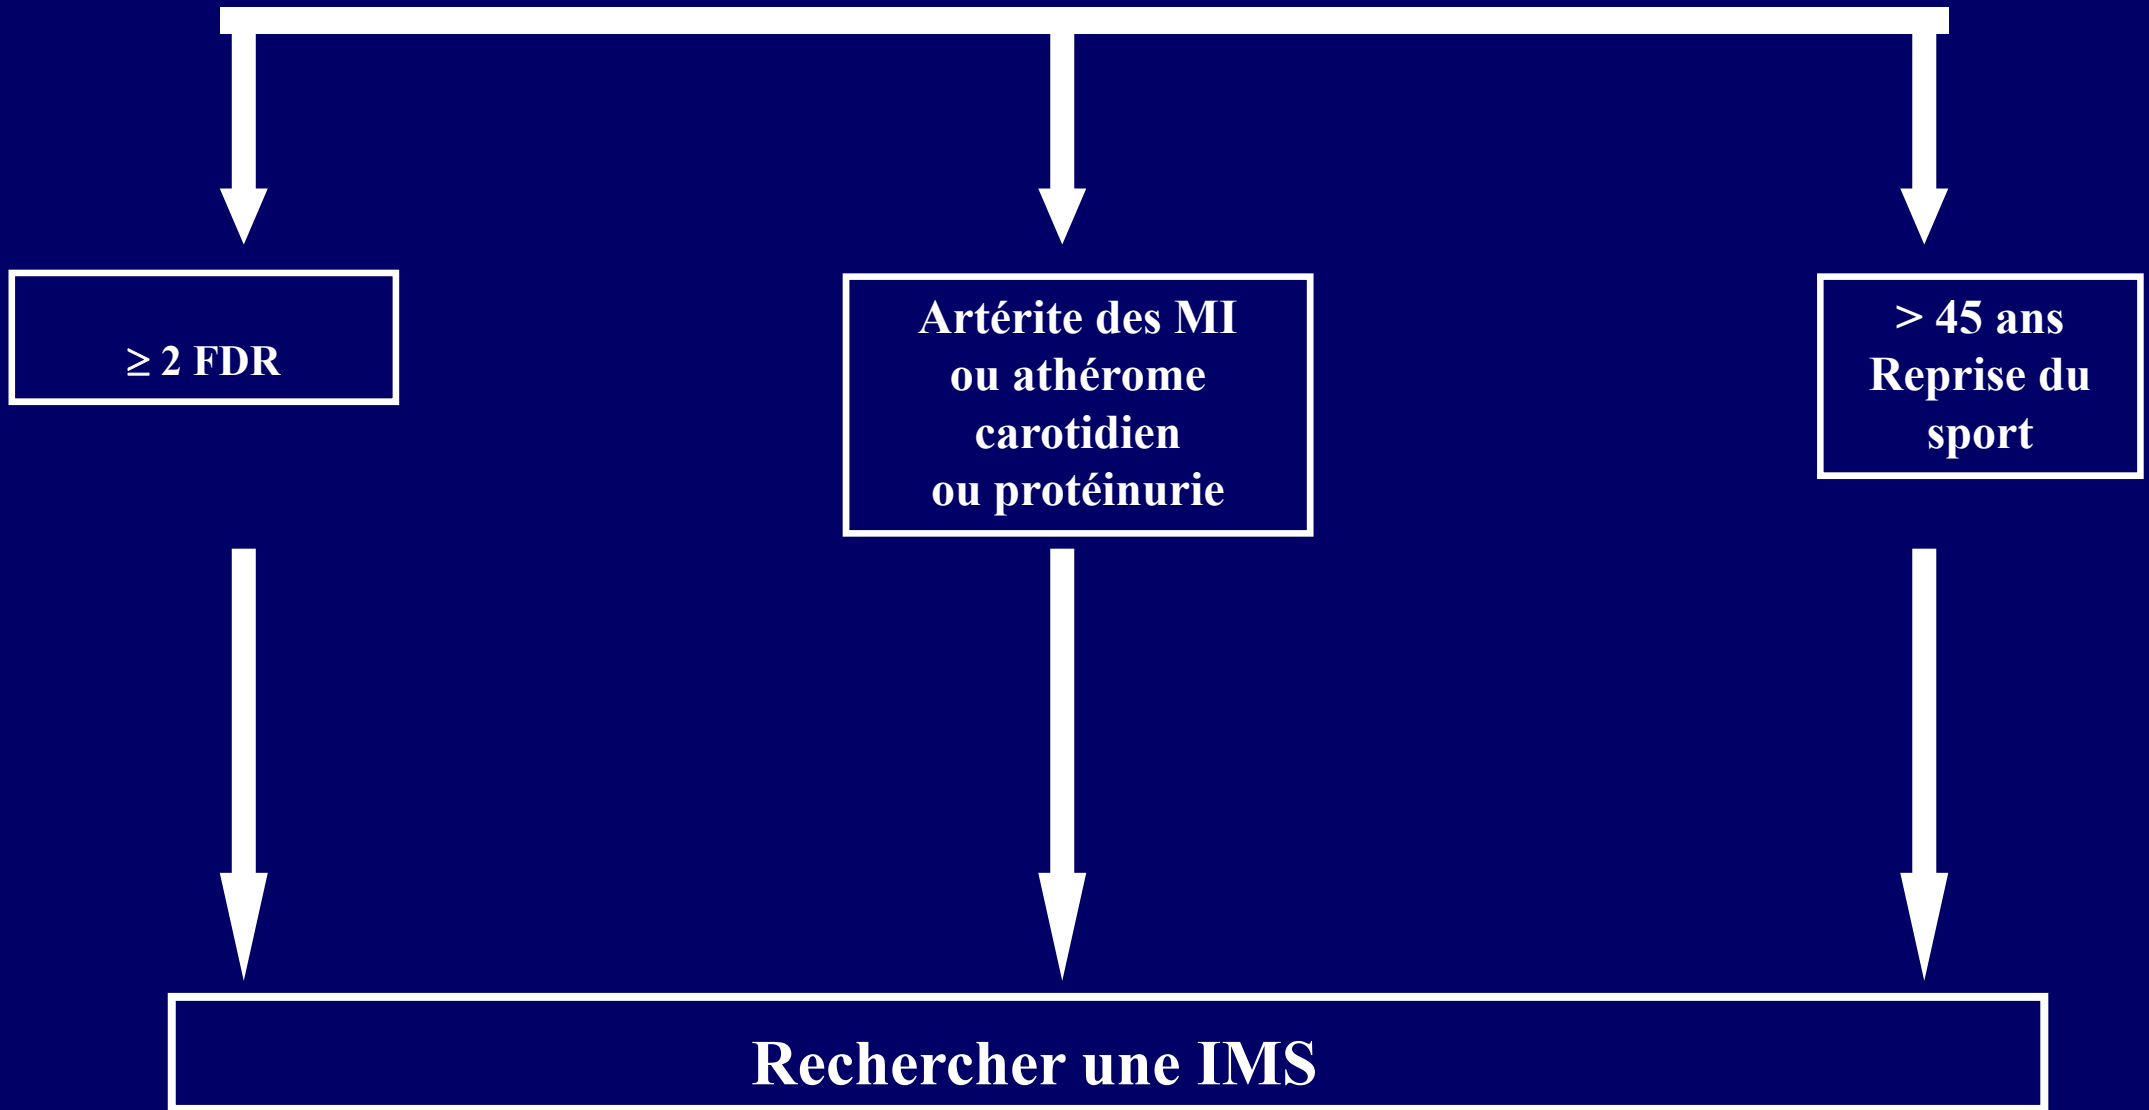 ≥ 2 FDR
Artérite des MI
ou athérome
carotidien
ou protéinurie
> 45 ans
Reprise du
sport
Rechercher une IMS